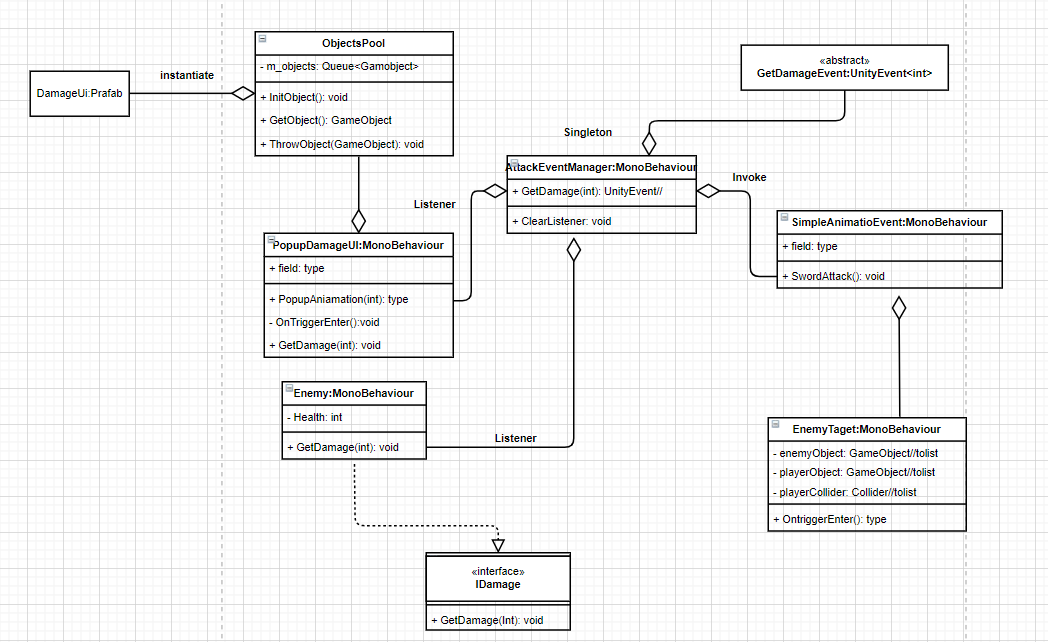 ObjectsPool
- m_objects: Queue<Gamobject>
+ InitObject(): void
+ GetObject(): GameObject
+ ThrowObject(GameObject): void
instantiate
DamageUi:Prafab
«abstract»
GetDamageEvent:UnityEvent<int>
Singleton
AttackEventManager:MonoBehaviour
+ GetDamage(int): UnityEvent//
+ ClearListener: void
Invoke
Listener
SimpleAnimatioEvent:MonoBehaviour
+ field: type
+ SwordAttack(): void
PopupDamageUI:MonoBehaviour
+ field: type
+ PopupAniamation(int): type
- OnTriggerEnter():void
+ GetDamage(int): void
Enemy:MonoBehaviour
- Health: int
+ GetDamage(int): void
Listener
EnemyTaget:MonoBehaviour
- enemyObject: GameObject//tolist
- playerObject: GameObject//tolist
- playerCollider: Collider//tolist
+ OntriggerEnter(): type
«interface»
IDamage
+ GetDamage(Int): void